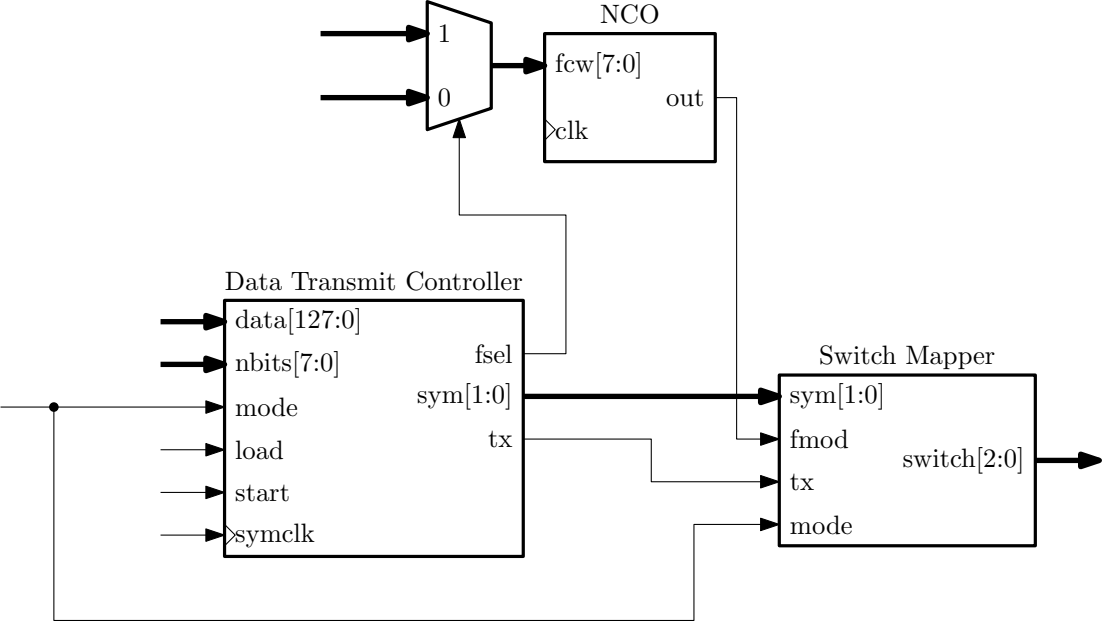 NCO
1
0
fcw[7:0]
out
clk
Data Transmit Controller
data[127:0]
nbits[7:0]
mode
load
start
symclk
fsel
sym[1:0]
tx
Switch Mapper
sym[1:0]
fmod
tx
mode
switch[2:0]